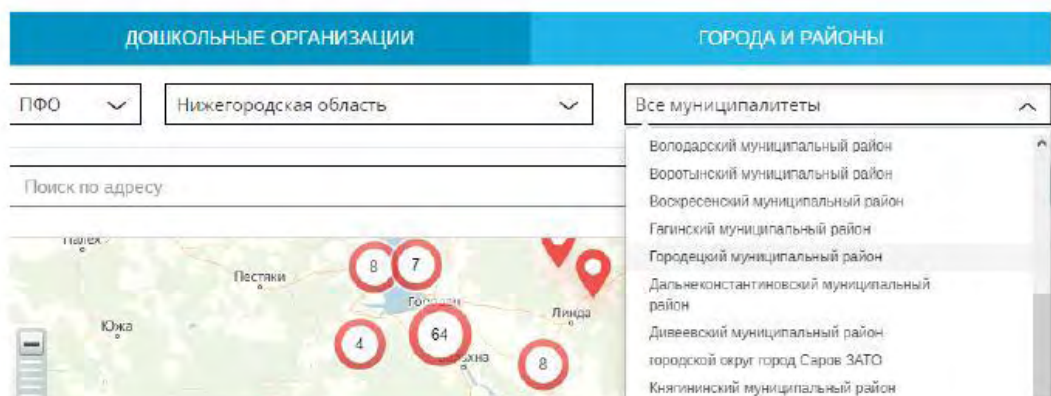 ДОШКОЛЬНЫЕ ОРГАНИЗАЦИИ
ГОРОДА И РАЙОНЫ
ПФО
Нижегородская область
Все муниципалитеты
Поиск по адресу
Володарский муниципальный район
Воротынский муниципальный район
Воскресенский муниципальный район
Гагинский муниципальный район
Городецкий муниципальный район
Дальнеконстантиновский муниципальный
район
Дивеевский муниципальный район
городской округ город Саров ЗАТО
Княгининский муниципальный район
Пестяки
8
7
Линда
Южа
4
64
8